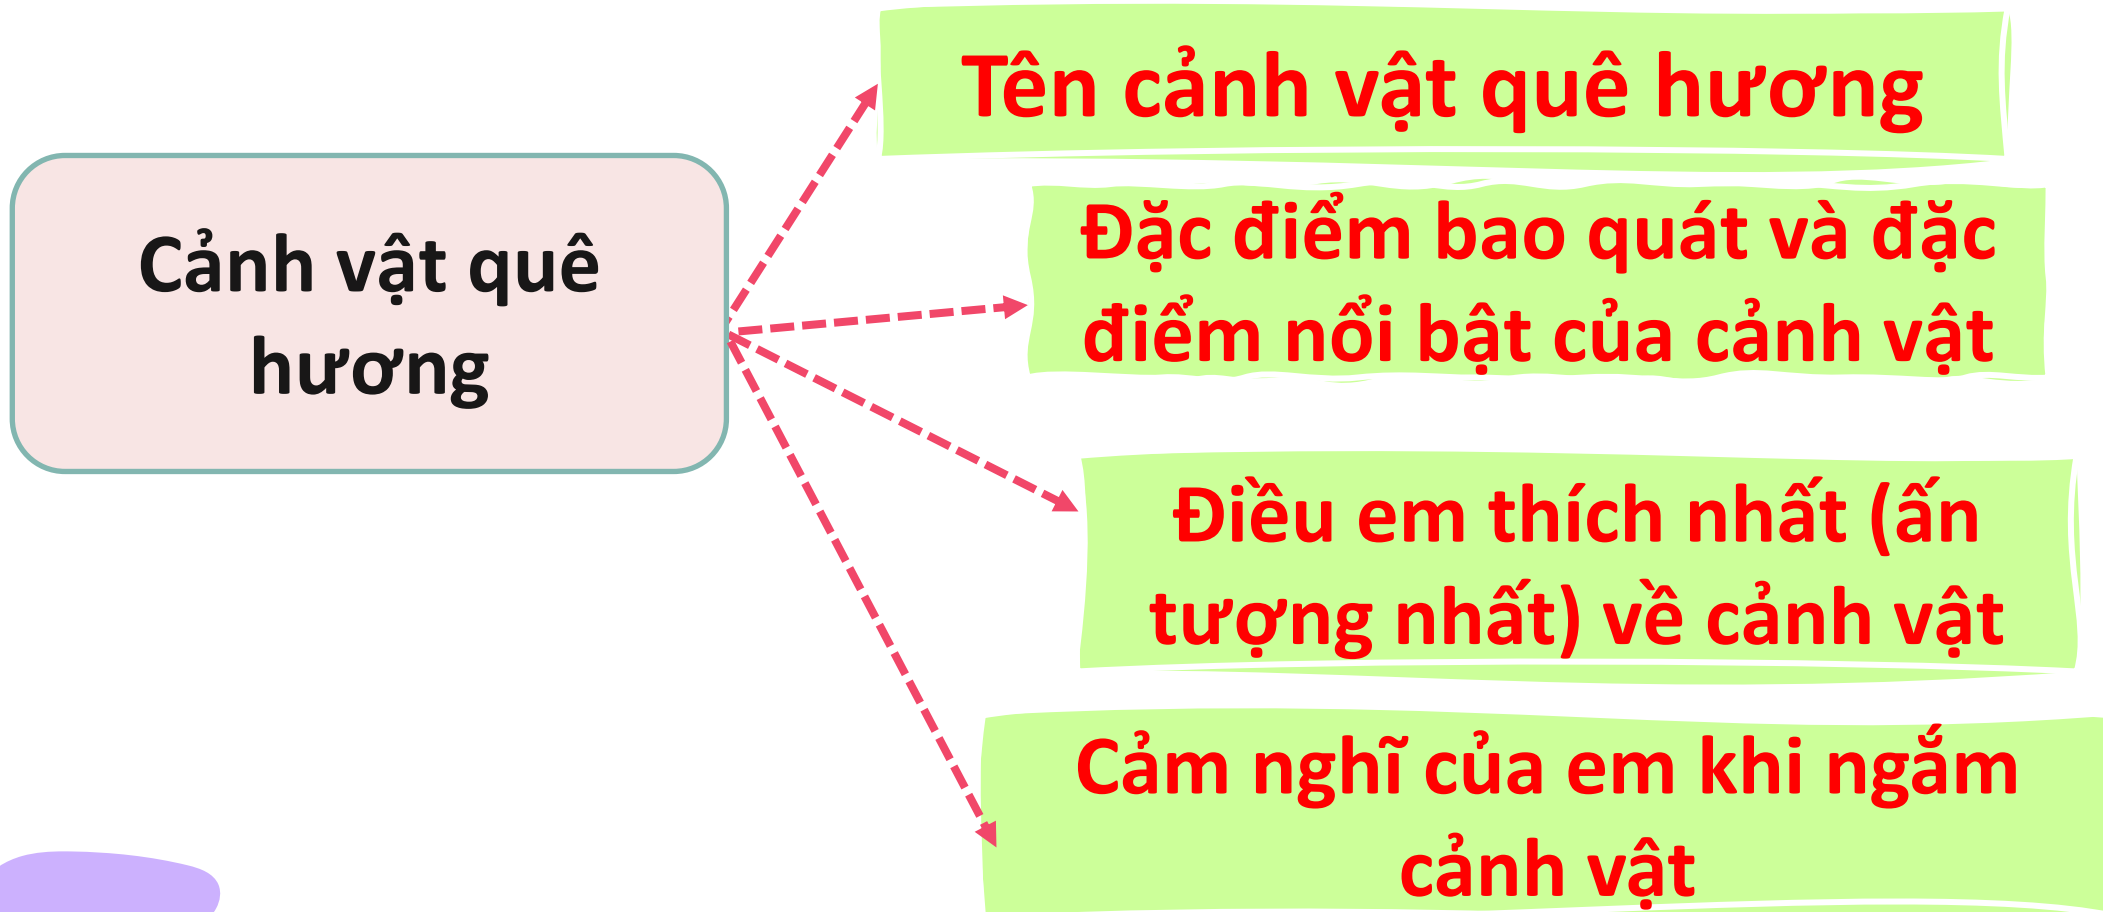 Cảnh vật quê
hương
Tên cảnh vật quê hương
Đặc điểm bao quát và đặc
điểm nổi bật của cảnh vật
Điều em thích nhất (ấn
tượng nhất) về cảnh vật
Cảm nghĩ của em khi ngắm
cảnh vật